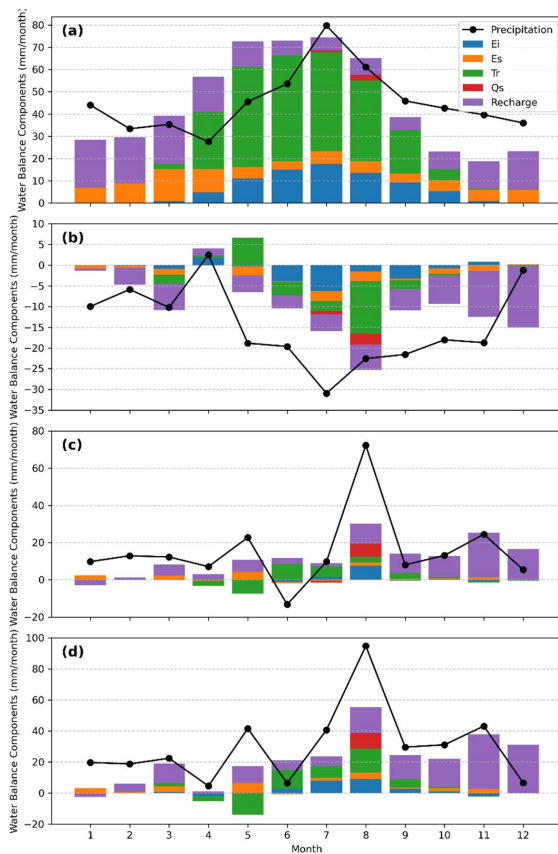 (a)
Water Balance Components (mm/month)
80
70
60
50
40
30
20
10
0
Precipitation
Ei
Es
Tr
Qs
Recharge
(b)
Water Balance Components (mm/month)
10
5
0
−5
−10
−15
−20
−25
−30
−35
(c)
Water Balance Components (mm/month)
80
60
40
20
0
−20
(d)
Water Balance Components (mm/month)
100
80
60
40
20
0
−20
1 2 3 4 5 6 7 8 9 10 11 12
Month